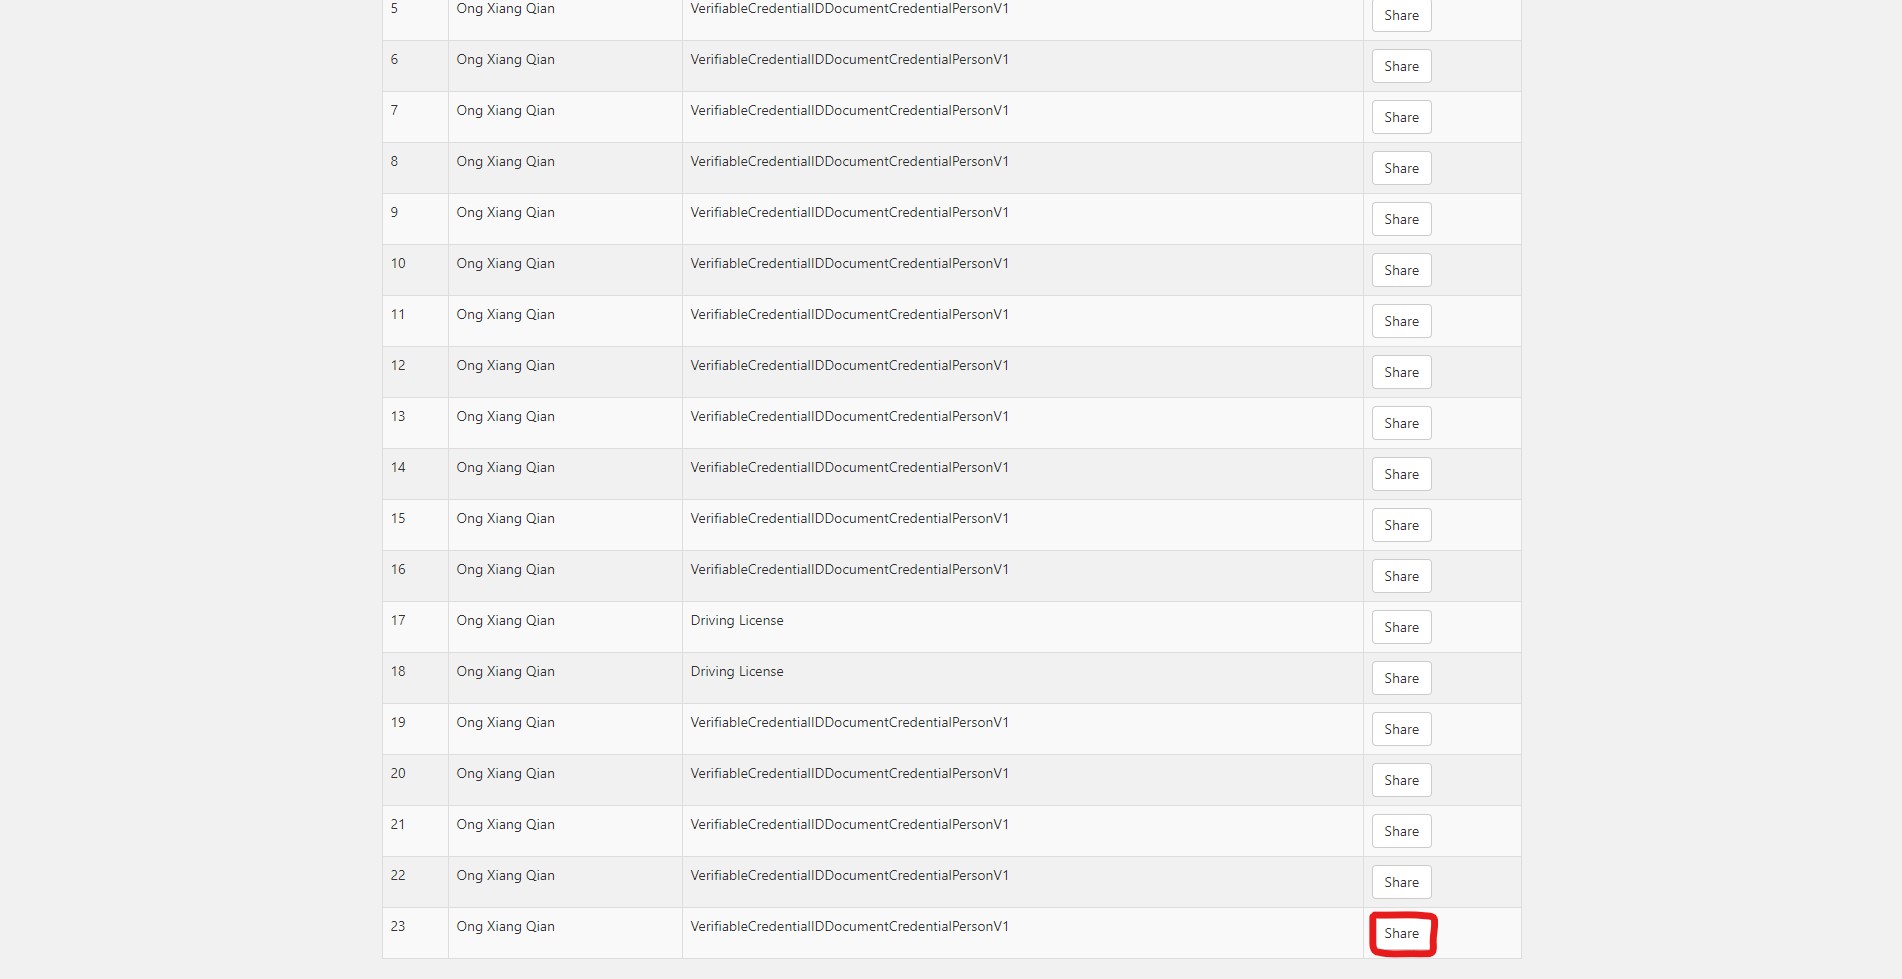 5 Ong Xiang Qian VerifiableCredentialIDDocumentCredentialPersonV1 Share
6 Ong Xiang Qian VerifiableCredentialIDDocumentCredentialPersonV1 Share
7 Ong Xiang Qian VerifiableCredentialIDDocumentCredentialPersonV1 Share
8 Ong Xiang Qian VerifiableCredentialIDDocumentCredentialPersonV1 Share
9 Ong Xiang Qian VerifiableCredentialIDDocumentCredentialPersonV1 Share
10 Ong Xiang Qian VerifiableCredentialIDDocumentCredentialPersonV1 Share
11 Ong Xiang Qian VerifiableCredentialIDDocumentCredentialPersonV1 Share
12 Ong Xiang Qian VerifiableCredentialIDDocumentCredentialPersonV1 Share
13 Ong Xiang Qian VerifiableCredentialIDDocumentCredentialPersonV1 Share
14 Ong Xiang Qian VerifiableCredentialIDDocumentCredentialPersonV1 Share
15 Ong Xiang Qian VerifiableCredentialIDDocumentCredentialPersonV1 Share
16 Ong Xiang Qian VerifiableCredentialIDDocumentCredentialPersonV1 Share
17 Ong Xiang Qian Driving License Share
18 Ong Xiang Qian Driving License Share
19 Ong Xiang Qian VerifiableCredentialIDDocumentCredentialPersonV1 Share
20 Ong Xiang Qian VerifiableCredentialIDDocumentCredentialPersonV1 Share
21 Ong Xiang Qian VerifiableCredentialIDDocumentCredentialPersonV1 Share
22 Ong Xiang Qian VerifiableCredentialIDDocumentCredentialPersonV1 Share
23 Ong Xiang Qian VerifiableCredentialIDDocumentCredentialPersonV1 Share